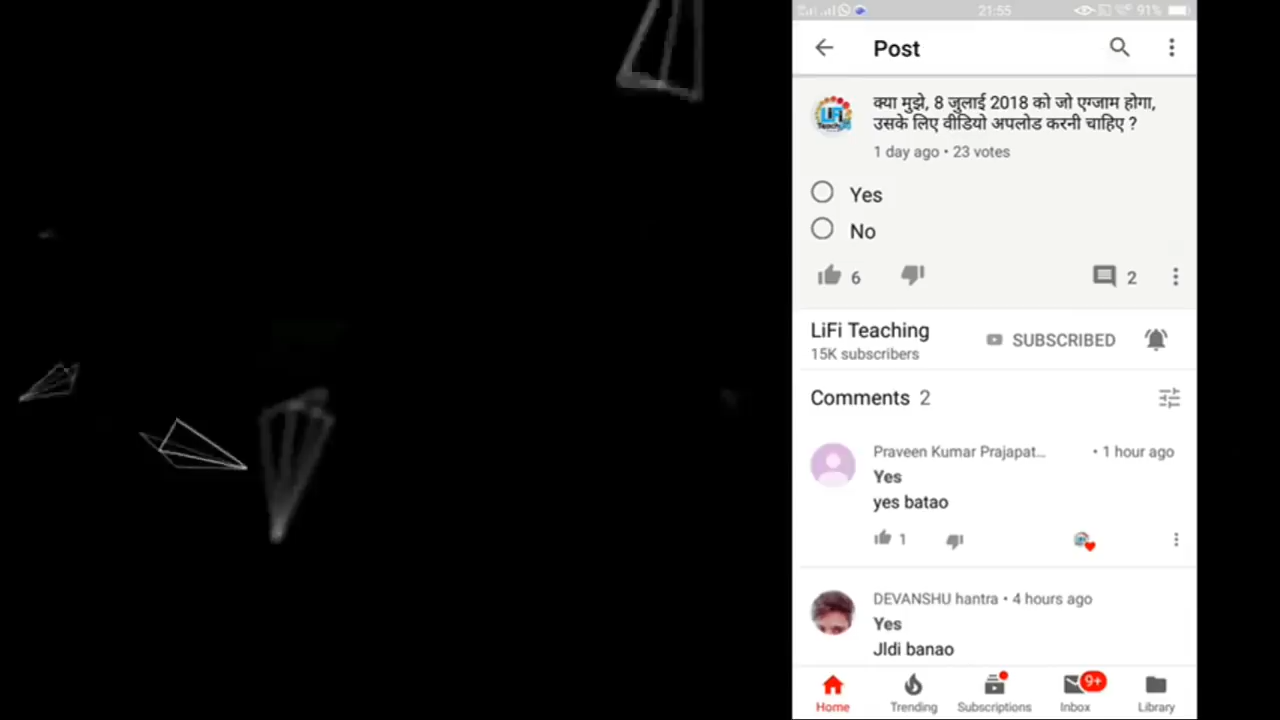 21:55
91%
Post
क्या मुझे, 8 जुलाई 2018 को जो एग्जाम होगा,
उसके लिए वीडियो अपलोड करनी चाहिए ?
1 day ago • 23 votes
Yes
No
6
2
LiFi Teaching
SUBSCRIBED
15K subscribers
Comments 2
Praveen Kumar Prajapat... • 1 hour ago
Yes
yes batao
1
DEVANSHU hantra • 4 hours ago
Yes
Jldi banao
9+
Home Trending Subscriptions Inbox Library